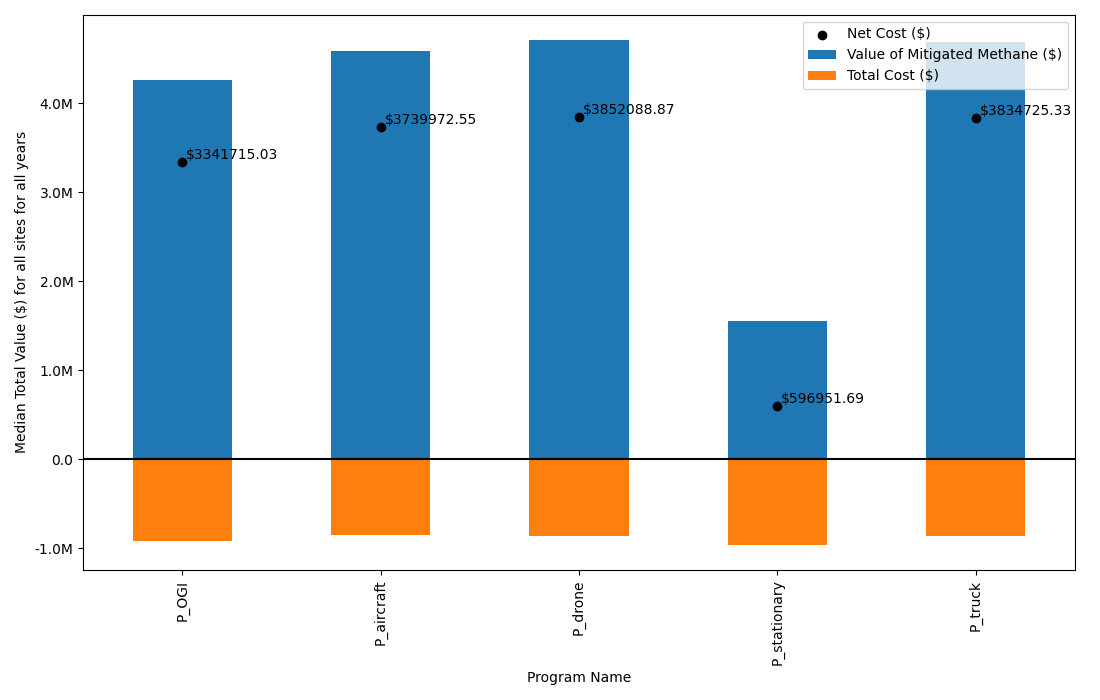 Net Cost ($)
Value of Mitigated Methane ($)
Total Cost ($)
Median Total Value ($) for all sites for all years
4.0M
3.0M
2.0M
1.0M
0.0
-1.0M
$3341715.03
$3739972.55
$3852088.87
$596951.69
$3834725.33
P_OGI
P_aircraft
P_drone
P_stationary
P_truck
Program Name